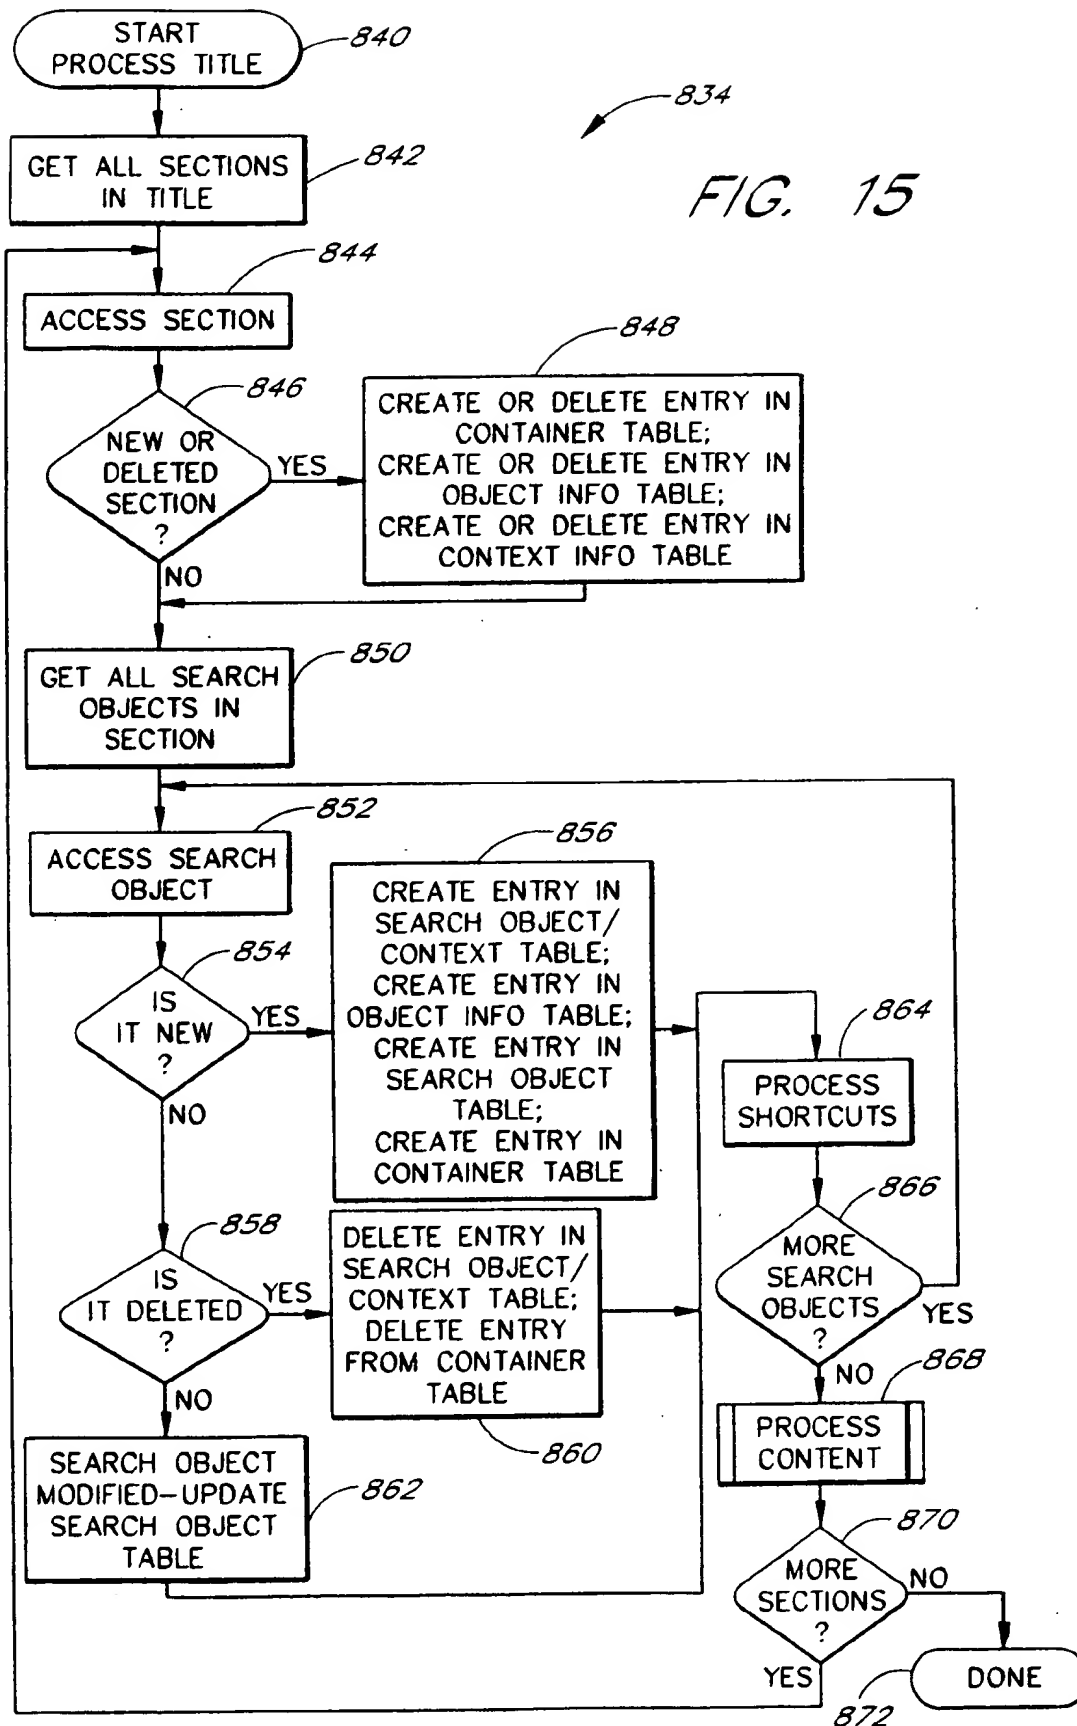 START
PROCESS TITLE
840
834
GET ALL SECTIONS
IN TITLE
842
FIG. 15
844
ACCESS SECTION
846
NEW OR
DELETED
SECTION
?
YES
NO
848
CREATE OR DELETE ENTRY IN
CONTAINER TABLE;
CREATE OR DELETE ENTRY IN
OBJECT INFO TABLE;
CREATE OR DELETE ENTRY IN
CONTEXT INFO TABLE
850
GET ALL SEARCH
OBJECTS IN
SECTION
852
ACCESS SEARCH
OBJECT
854
IS
IT NEW
?
YES
NO
856
CREATE ENTRY IN
SEARCH OBJECT/
CONTEXT TABLE;
CREATE ENTRY IN
OBJECT INFO TABLE;
CREATE ENTRY IN
SEARCH OBJECT
TABLE;
CREATE ENTRY IN
CONTAINER TABLE
858
IS
IT DELETED
?
YES
NO
DELETE ENTRY IN
SEARCH OBJECT/
CONTEXT TABLE;
DELETE ENTRY
FROM CONTAINER
TABLE
860
SEARCH OBJECT
MODIFIED-UPDATE
SEARCH OBJECT
TABLE
862
864
PROCESS
SHORTCUTS
866
MORE
SEARCH
OBJECTS
?
YES
NO
868
PROCESS
CONTENT
870
MORE
SECTIONS
?
NO
YES
DONE
872